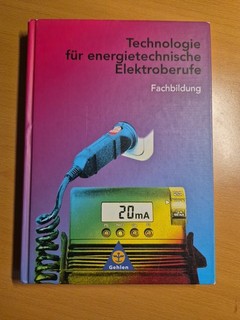 Technologie
für energietechnische
Elektroberufe
Fachbildung
20mA
Gehlen